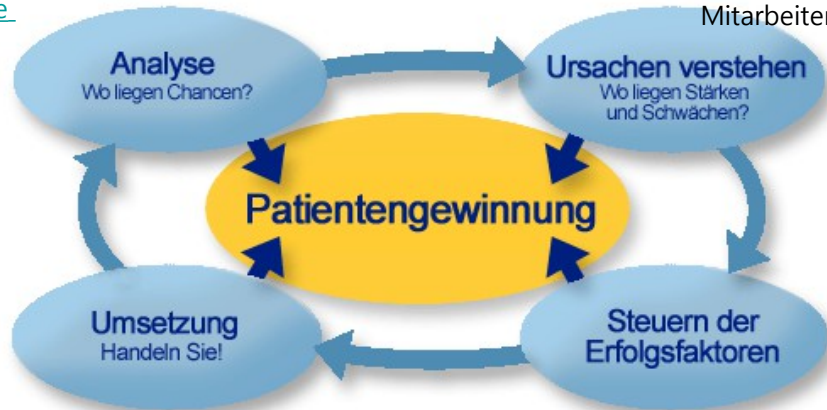 e
Mitarbeiter
Analyse
Wo liegen Chancen?
Ursachen verstehen
Wo liegen Stärken
und Schwächen?
Patientengewinnung
Umsetzung
Handeln Sie!
Steuern der
Erfolgsfaktoren